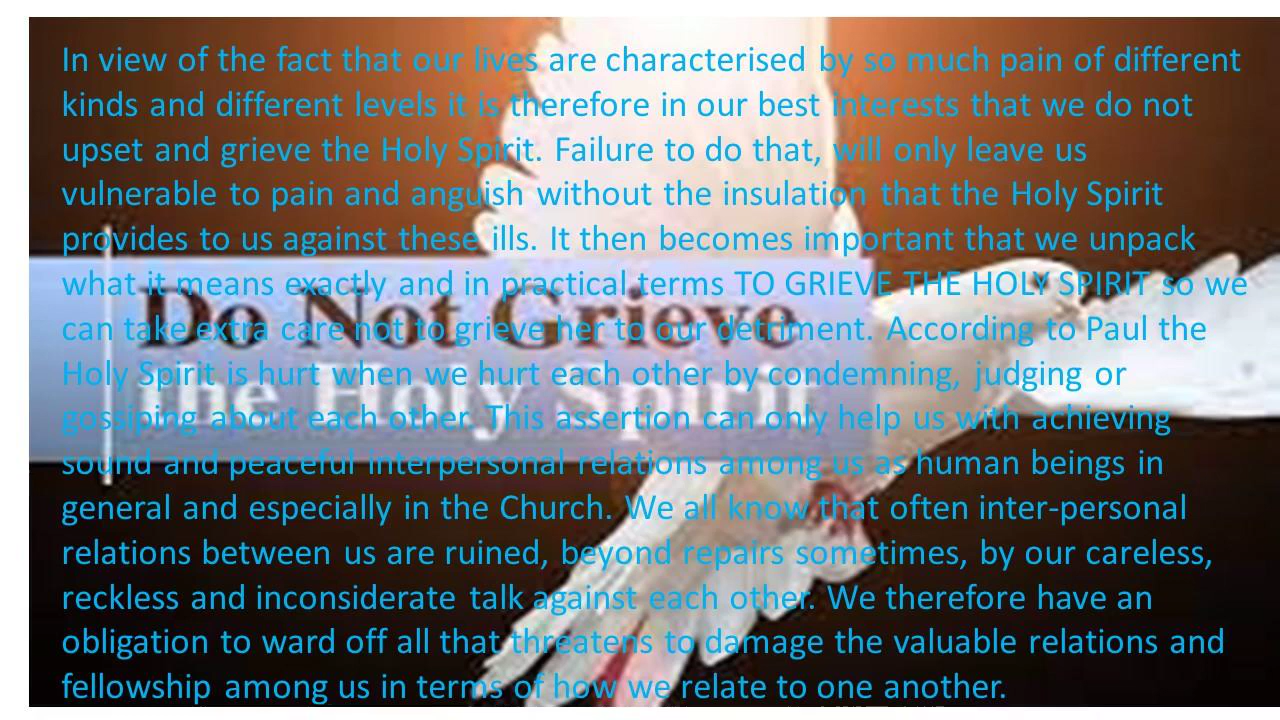 In view of the fact that our lives are characterised by so much pain of different
kinds and different levels it is therefore in our best interests that we do not
upset and grieve the Holy Spirit. Failure to do that, will only leave us
vulnerable to pain and anguish without the insulation that the Holy Spirit
provides to us against these ills. It then becomes important that we unpack
what it means exactly and in practical terms TO GRIEVE THE HOLY SPIRIT so we
can take extra care not to grieve her to our detriment. According to Paul the
Holy Spirit is hurt when we hurt each other by condemning, judging or
gossiping about each other. This assertion can only help us with achieving
sound and peaceful interpersonal relations among us as human beings in
general and especially in the Church. We all know that often inter-personal
relations between us are ruined, beyond repairs sometimes, by our careless,
reckless and inconsiderate talk against each other. We therefore have an
obligation to ward off all that threatens to damage the valuable relations and
fellowship among us in terms of how we relate to one another.
Do Not Grieve
the Holy Spirit